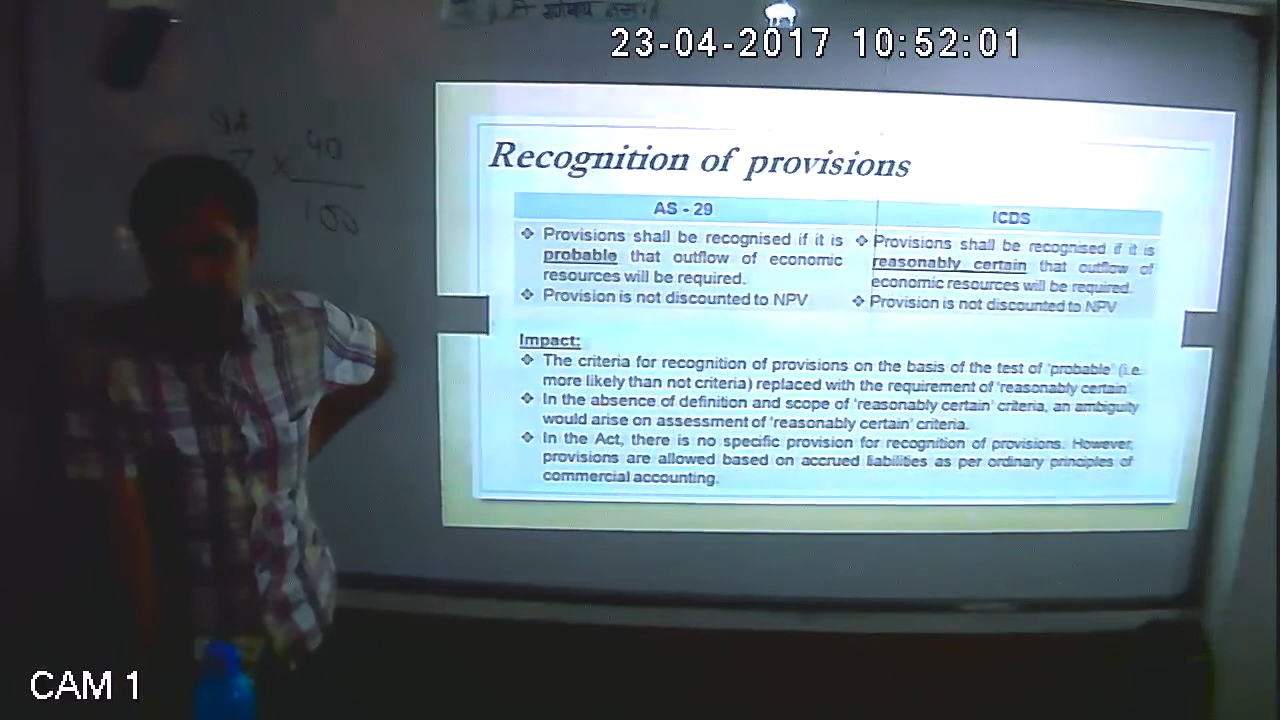 23-04-2017 10:52:01
40
×
100
Recognition of provisions
AS - 29
ICDS
❖ Provisions shall be recognised if it is
probable that outflow of economic
resources will be required.
❖ Provision is not discounted to NPV
❖ Provisions shall be recognised if it is
reasonably certain that outflow of
economic resources will be required.
❖ Provision is not discounted to NPV
Impact:
❖ The criteria for recognition of provisions on the basis of the test of 'probable' (i.e.
more likely than not criteria) replaced with the requirement of 'reasonably certain'.
❖ In the absence of definition and scope of 'reasonably certain' criteria, an ambiguity
would arise on assessment of 'reasonably certain' criteria.
❖ In the Act, there is no specific provision for recognition of provisions. However,
provisions are allowed based on accrued liabilities as per ordinary principles of
commercial accounting.
CAM 1